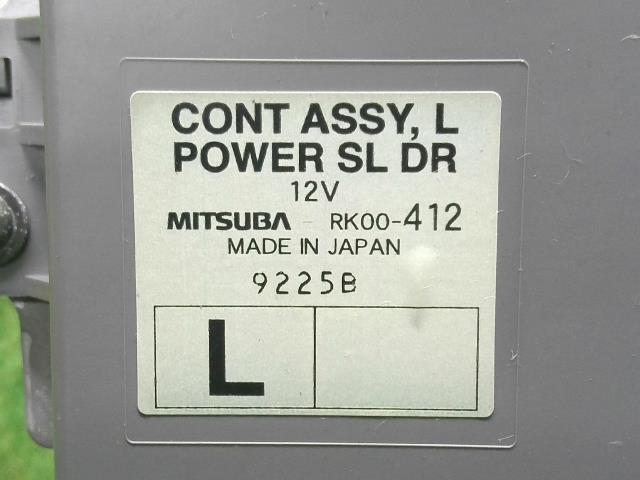 CONT ASSY, L
POWER SL DR
12V
MITSUBA - RK00-412
MADE IN JAPAN
9225B
L